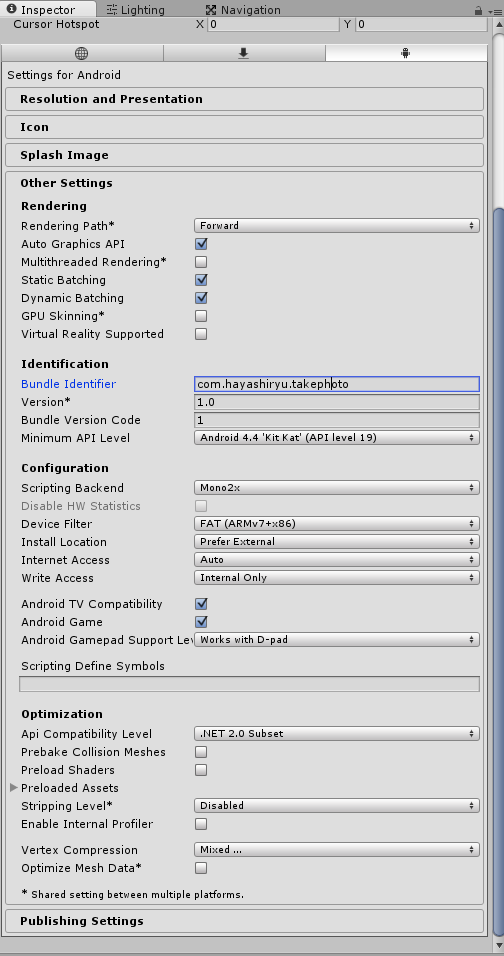 Inspector Lighting Navigation
Cursor Hotspot X 0 Y 0
Settings for Android
Resolution and Presentation
Icon
Splash Image
Other Settings
Rendering
Rendering Path* Forward
Auto Graphics API
Multithreaded Rendering*
Static Batching
Dynamic Batching
GPU Skinning*
Virtual Reality Supported
Identification
Bundle Identifier com.hayashiryu.takephoto
Version* 1.0
Bundle Version Code 1
Minimum API Level Android 4.4 'Kit Kat' (API level 19)
Configuration
Scripting Backend Mono2x
Disable HW Statistics
Device Filter FAT (ARMv7+x86)
Install Location Prefer External
Internet Access Auto
Write Access Internal Only
Android TV Compatibility
Android Game
Android Gamepad Support Lev Works with D-pad
Scripting Define Symbols
Optimization
Api Compatibility Level .NET 2.0 Subset
Prebake Collision Meshes
Preload Shaders
Preloaded Assets
Stripping Level* Disabled
Enable Internal Profiler
Vertex Compression Mixed ...
Optimize Mesh Data*
* Shared setting between multiple platforms.
Publishing Settings